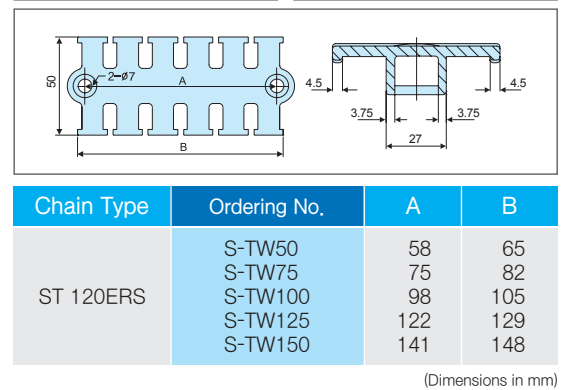 50
2-ø7
A
B
4.5
4.5
3.75
3.75
27
Chain Type Ordering No. A B
S-TW50 58 65
S-TW75 75 82
ST 120ERS S-TW100 98 105
S-TW125 122 129
S-TW150 141 148
(Dimensions in mm)